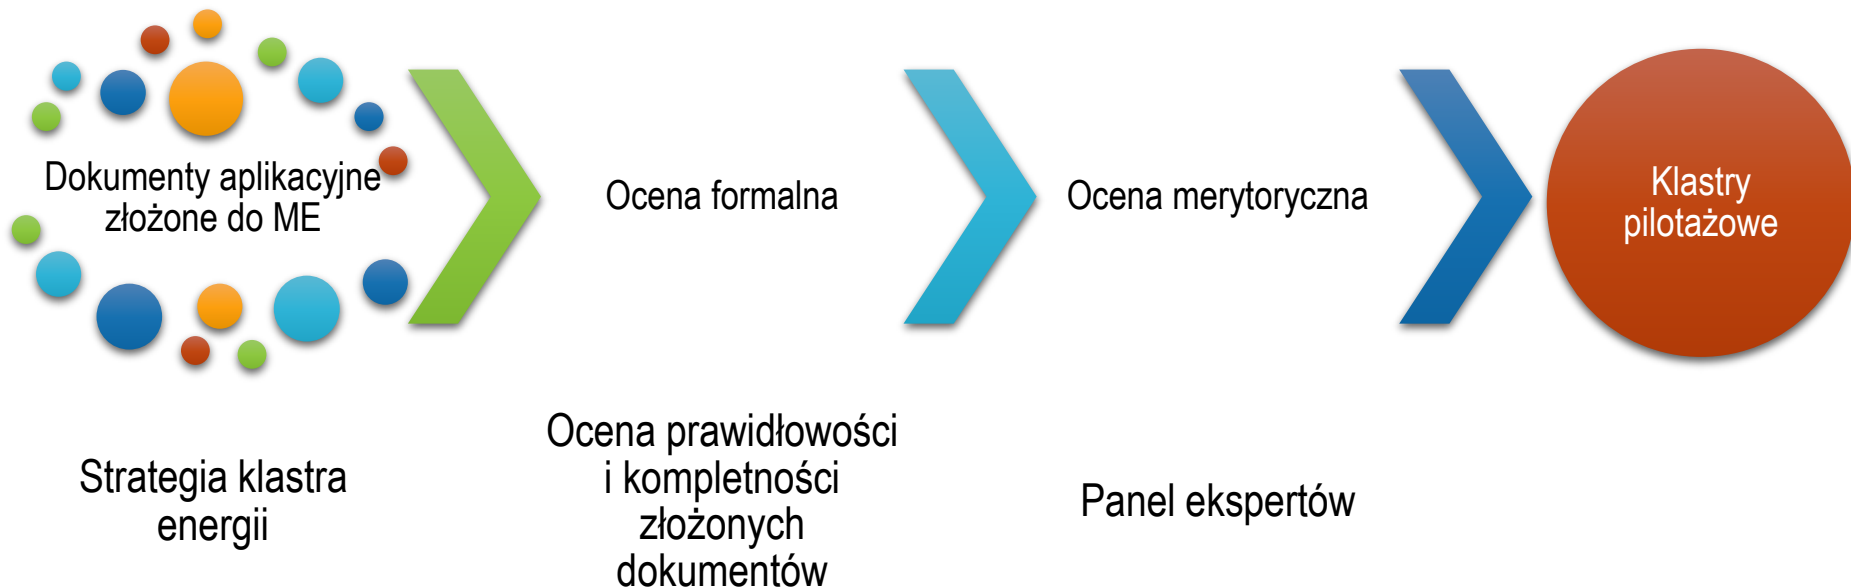 Dokumenty aplikacyjne
złożone do ME
Ocena formalna
Ocena merytoryczna
Klastry
pilotażowe
Strategia klastra
energii
Ocena prawidłowości
i kompletności
złożonych
dokumentów
Panel ekspertów